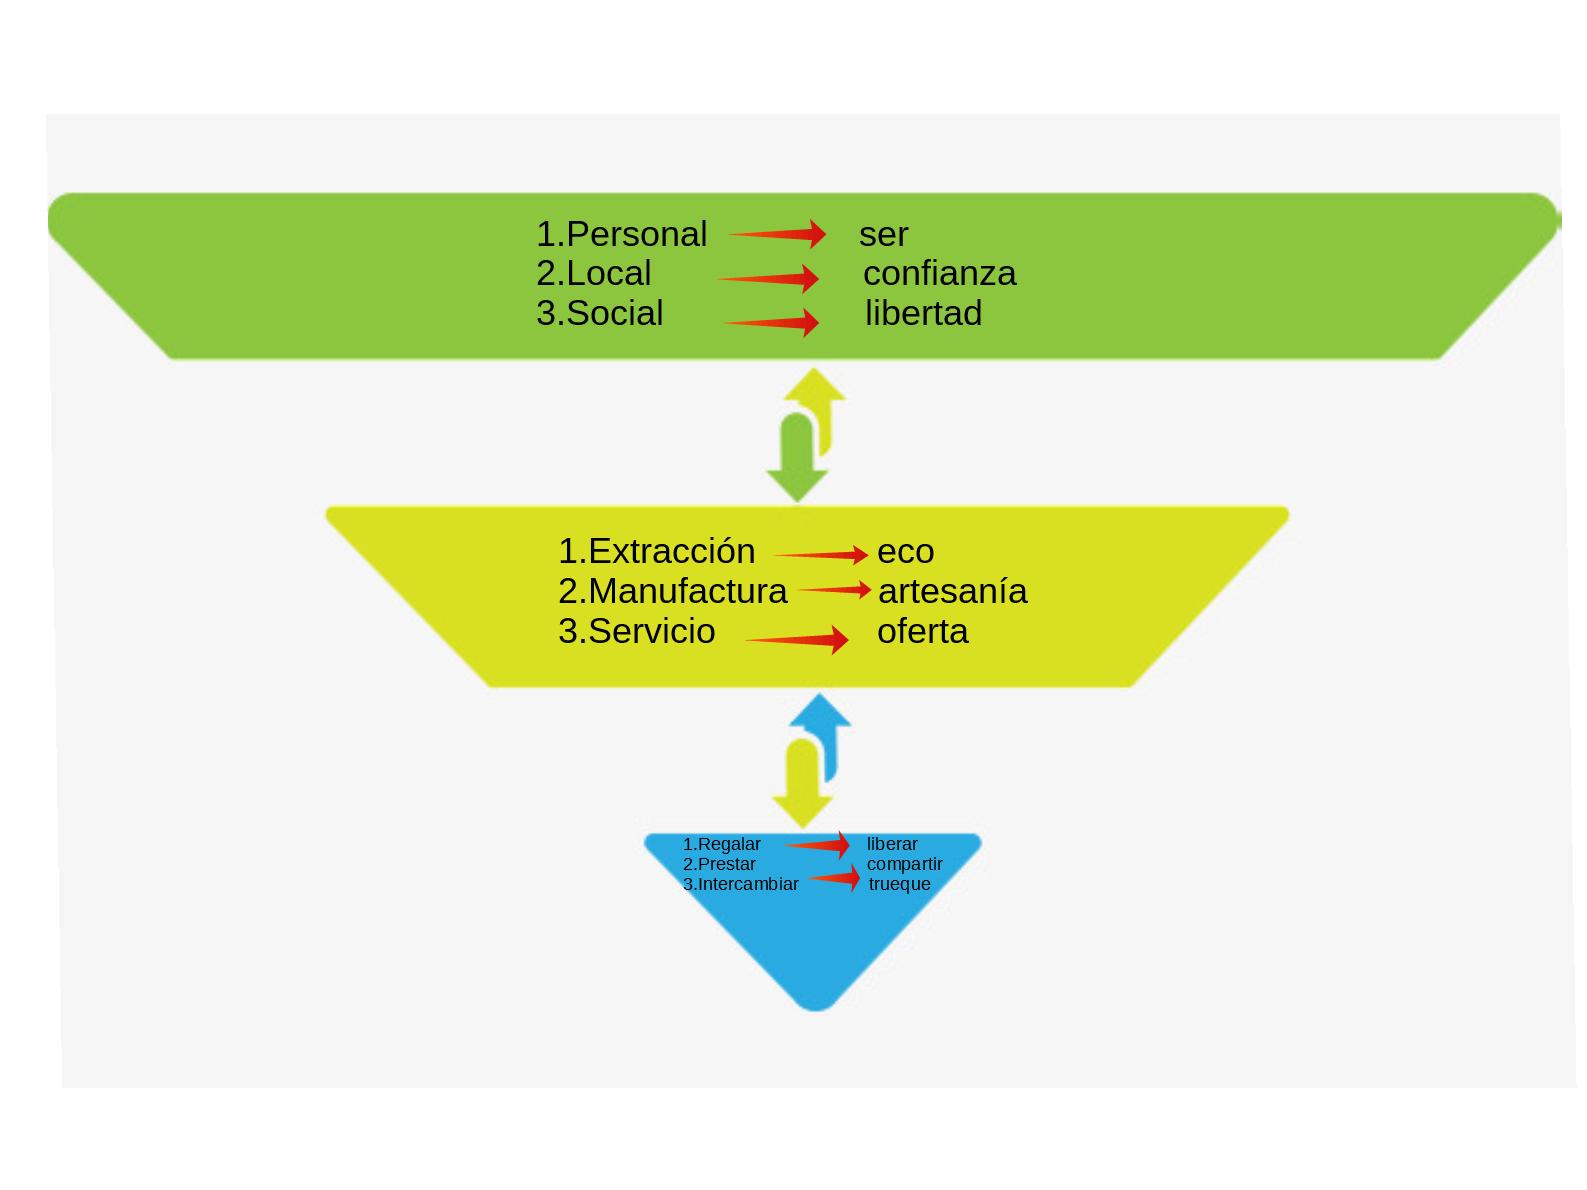 1.Personal ser
2.Local confianza
3.Social libertad
1.Extracción eco
2.Manufactura artesanía
3.Servicio oferta
1.Regalar liberar
2.Prestar compartir
3.Intercambiar trueque